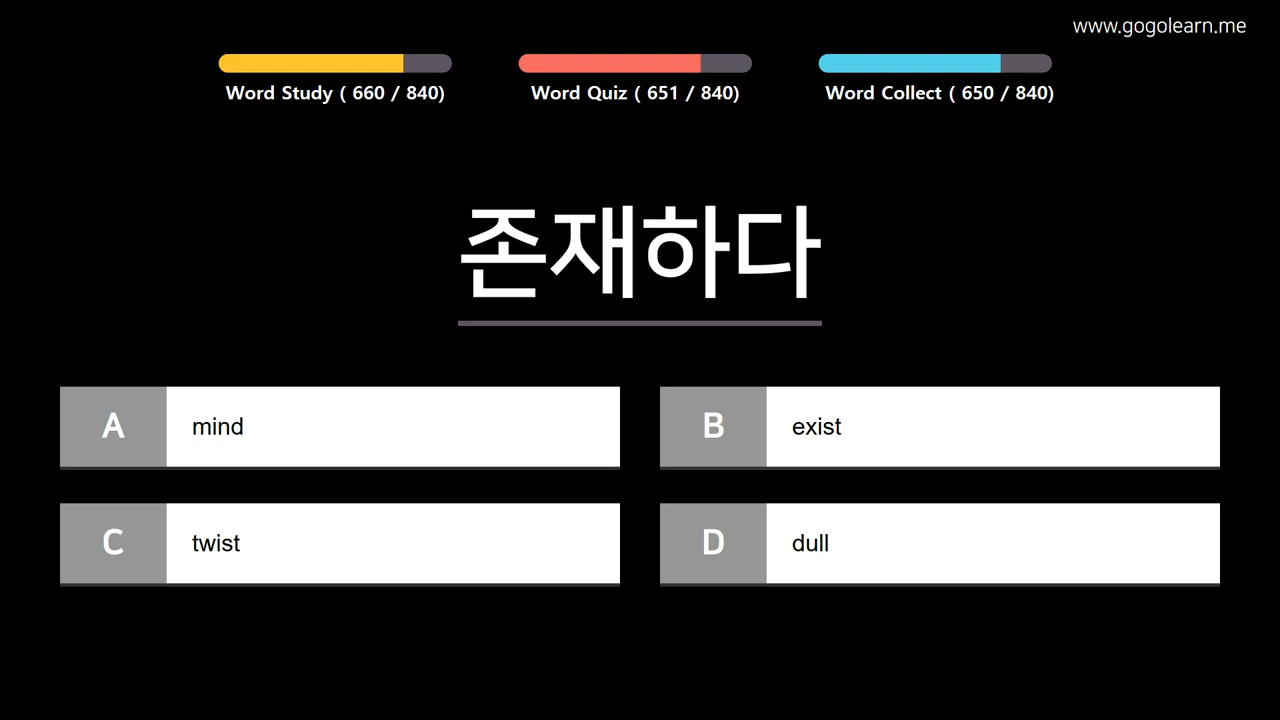 www.gogolearn.me
Word Study ( 660 / 840)
Word Quiz ( 651 / 840)
Word Collect ( 650 / 840)
존재하다
A mind
B exist
C twist
D dull